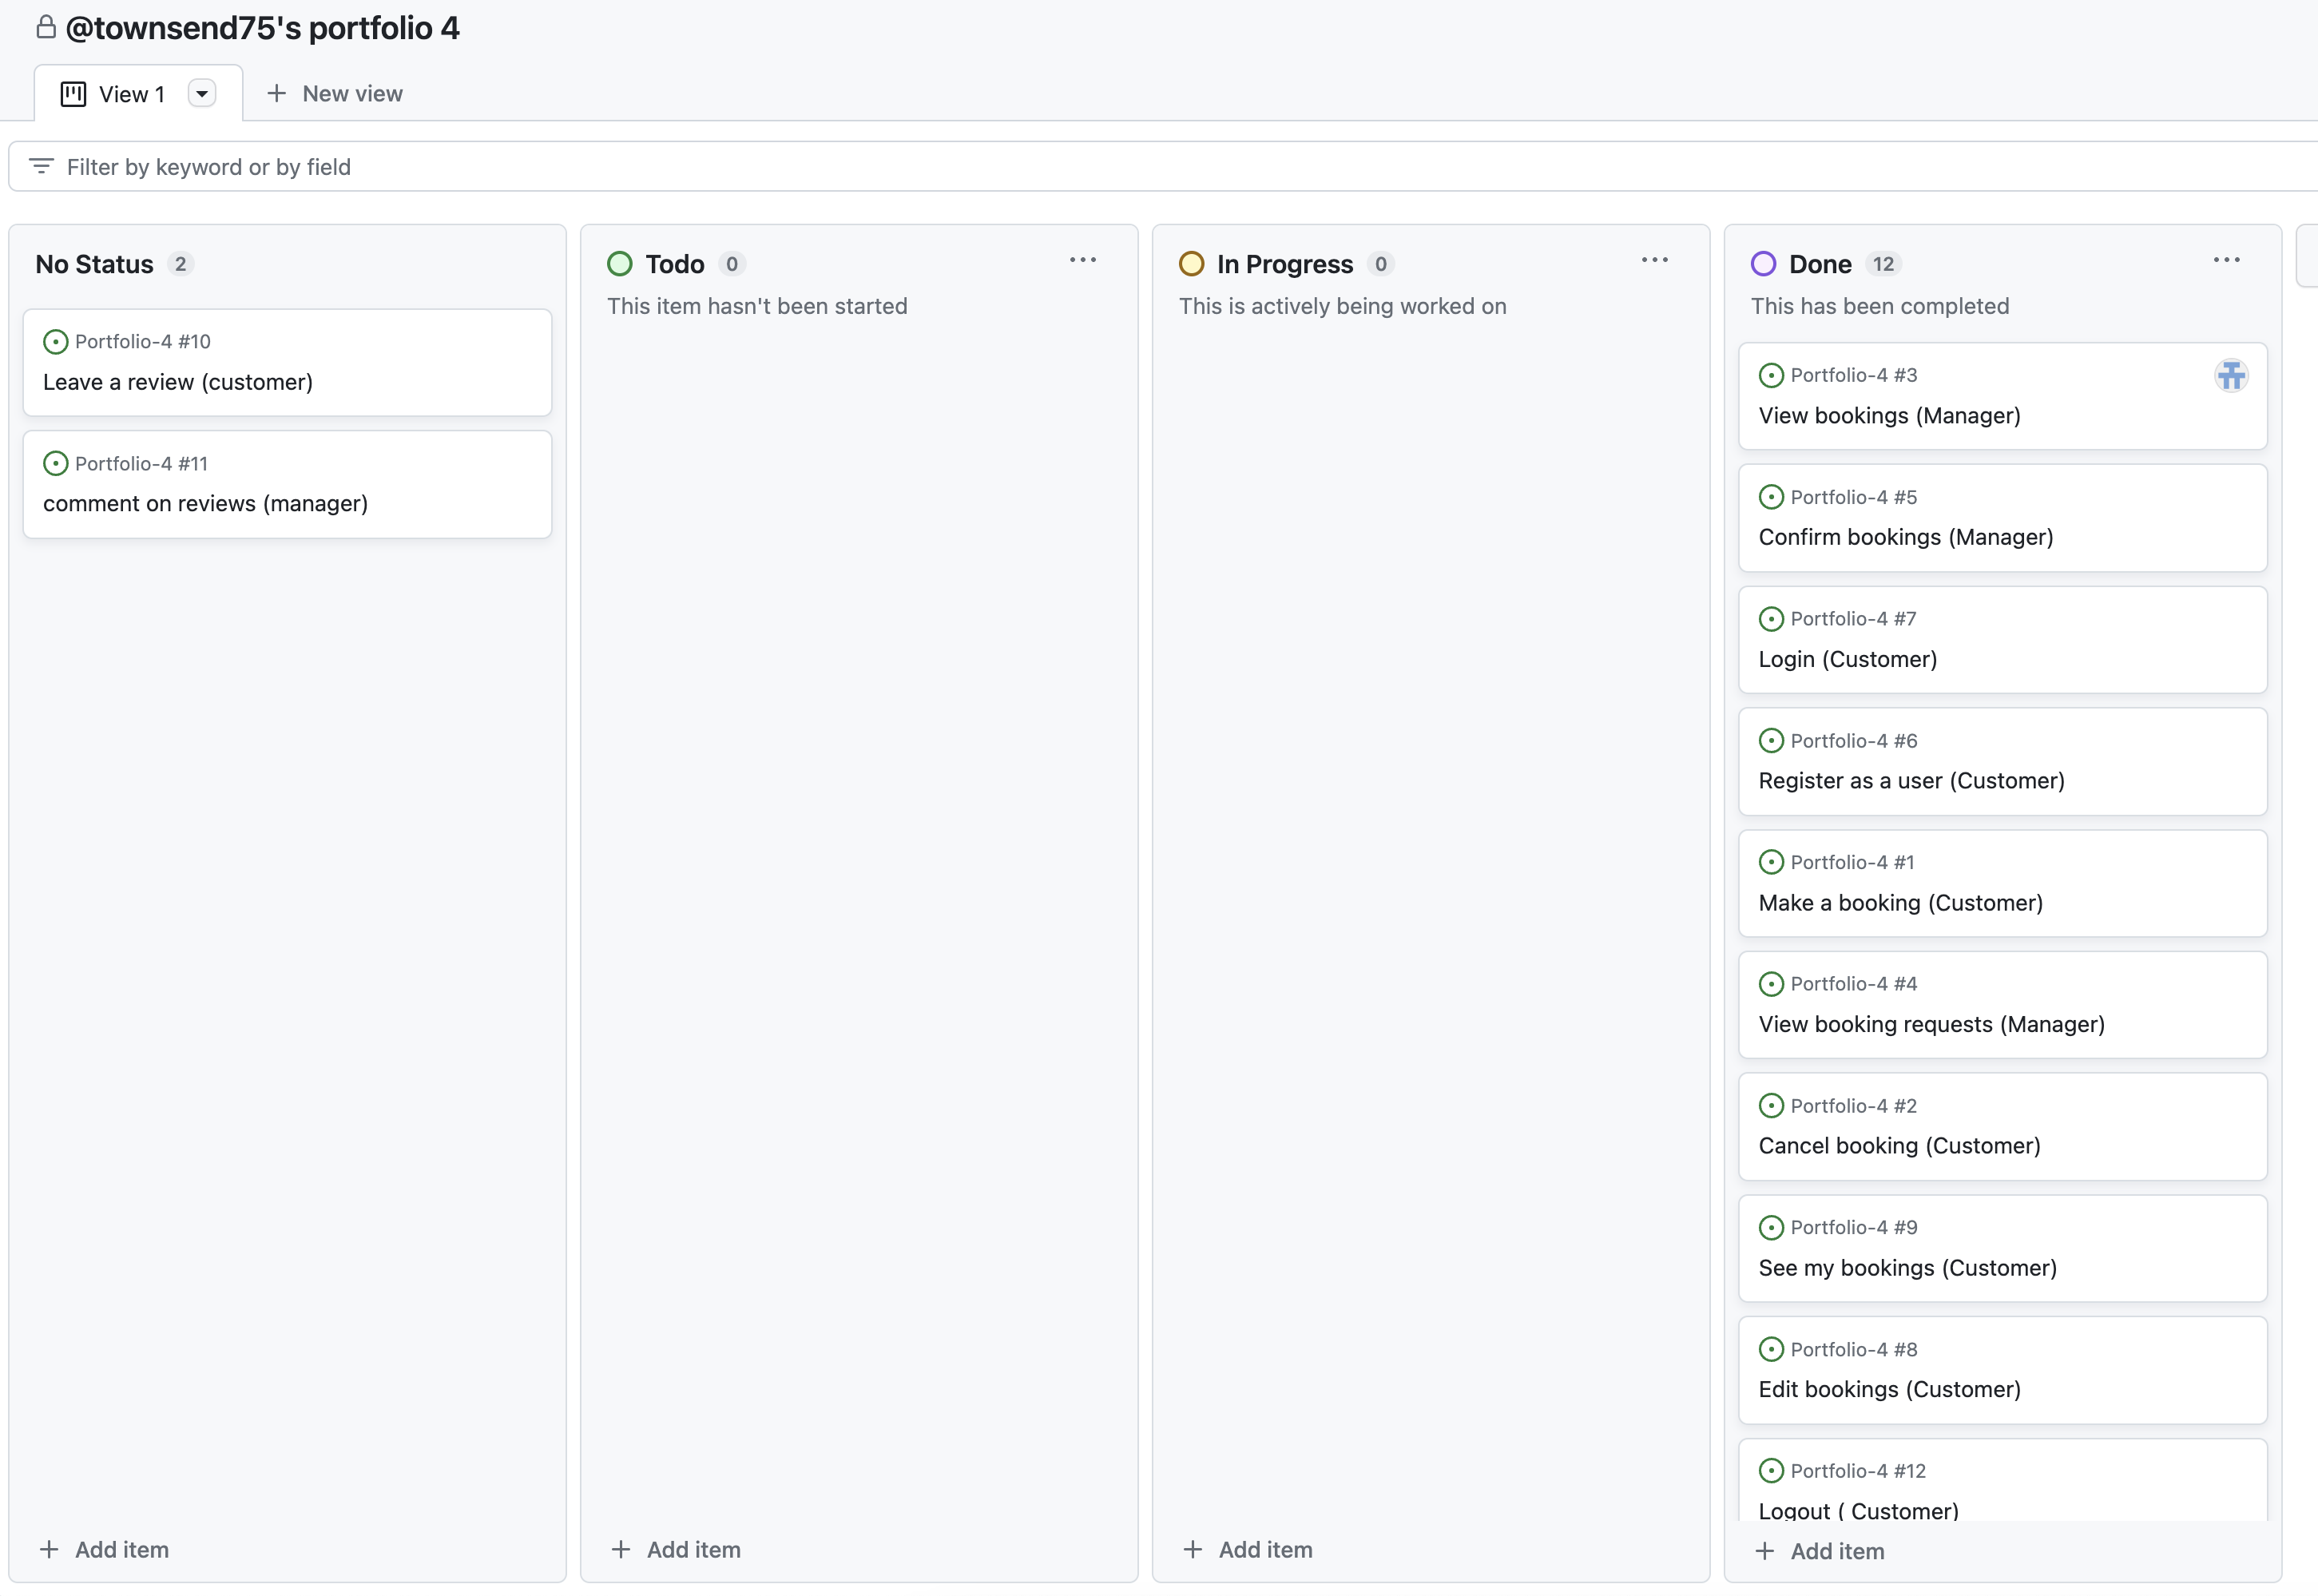 @townsend75's portfolio 4
View 1
New view
Filter by keyword or by field
No Status 2
Portfolio-4 #10
Leave a review (customer)
Portfolio-4 #11
comment on reviews (manager)
Add item
Todo 0
This item hasn't been started
Add item
In Progress 0
This is actively being worked on
Add item
Done 12
This has been completed
Portfolio-4 #3
View bookings (Manager)
Portfolio-4 #5
Confirm bookings (Manager)
Portfolio-4 #7
Login (Customer)
Portfolio-4 #6
Register as a user (Customer)
Portfolio-4 #1
Make a booking (Customer)
Portfolio-4 #4
View booking requests (Manager)
Portfolio-4 #2
Cancel booking (Customer)
Portfolio-4 #9
See my bookings (Customer)
Portfolio-4 #8
Edit bookings (Customer)
Portfolio-4 #12
Logout ( Customer)
Add item